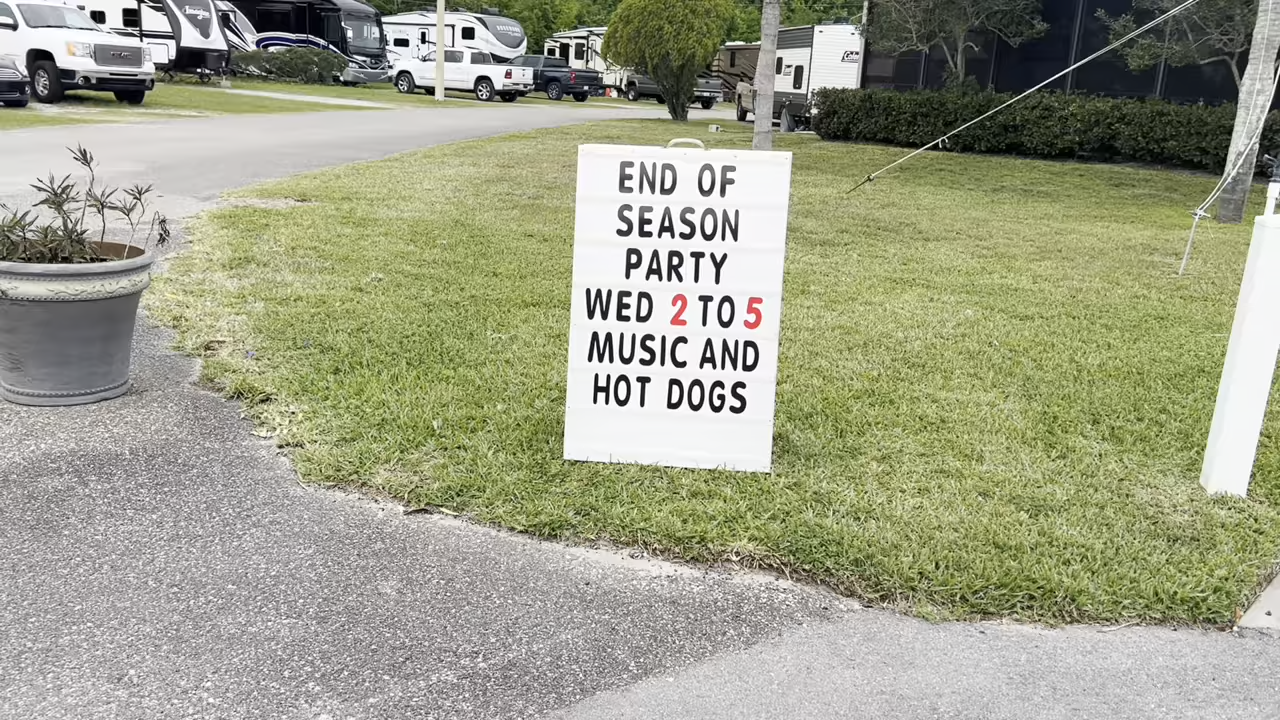 END OF
SEASON
PARTY
WED 2 TO 5
MUSIC AND
HOT DOGS